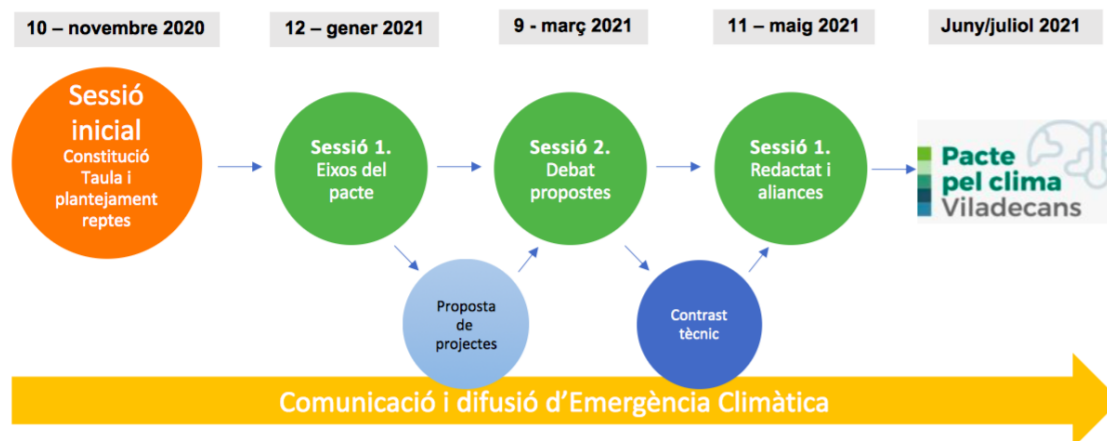 10 – novembre 2020
12 – gener 2021
9 - març 2021
11 – maig 2021
Juny/juliol 2021
Sessió
inicial
Constitució
Taula i
plantejament
reptes
Sessió 1.
Eixos del
pacte
Sessió 2.
Debat
propostes
Sessió 1.
Redactat i
aliances
Pacte
pel clima
Viladecans
Proposta
de
projectes
Contrast
tècnic
Comunicació i difusió d’Emergència Climàtica